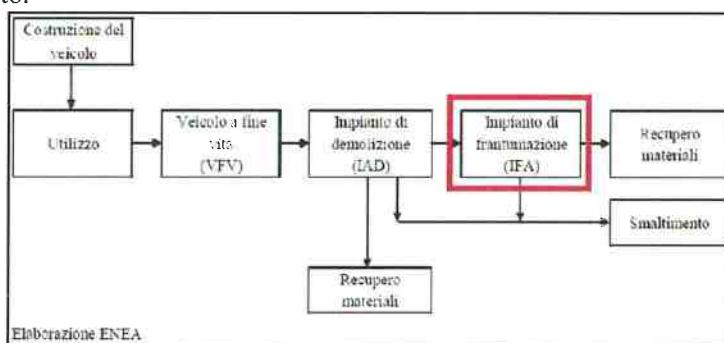 Costruzione del
veicolo
Utilizzo
Veicolo a fine
vita
(VFV)
Impianto di
demolizione
(IAD)
Impianto di
frantumazione
(IFA)
Recupero
materiali
Smaltimento
Recupero
materiali
Elaborazione ENEA